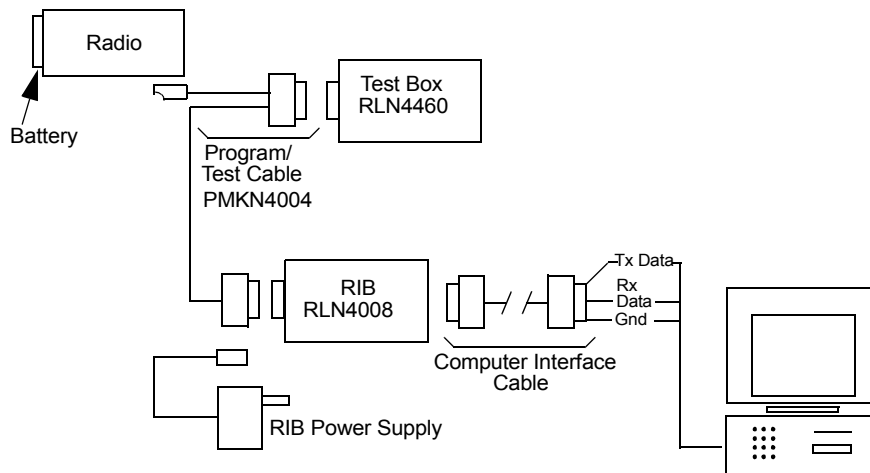 Radio
Battery
Test Box
RLN4460
Program/
Test Cable
PMKN4004
RIB
RLN4008
Tx Data
Rx
Data
Gnd
Computer Interface
Cable
RIB Power Supply